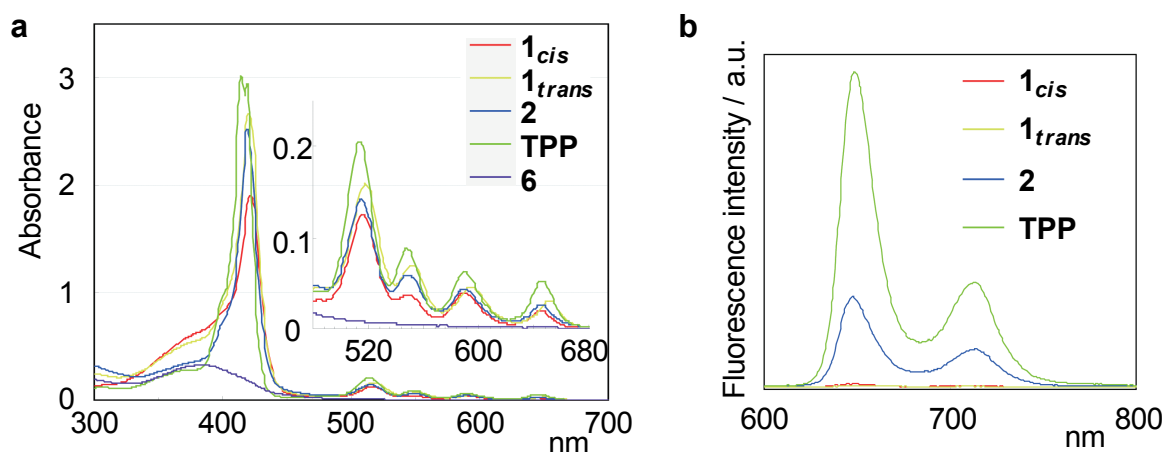 a
Absorbance
3
2
1
0
300
400
500
600
700
nm
1cis
1trans
2
TPP
6
0.2
0.1
0
520
600
680
b
Fluorescence intensity / a.u.
1cis
1trans
2
TPP
600
700
800
nm